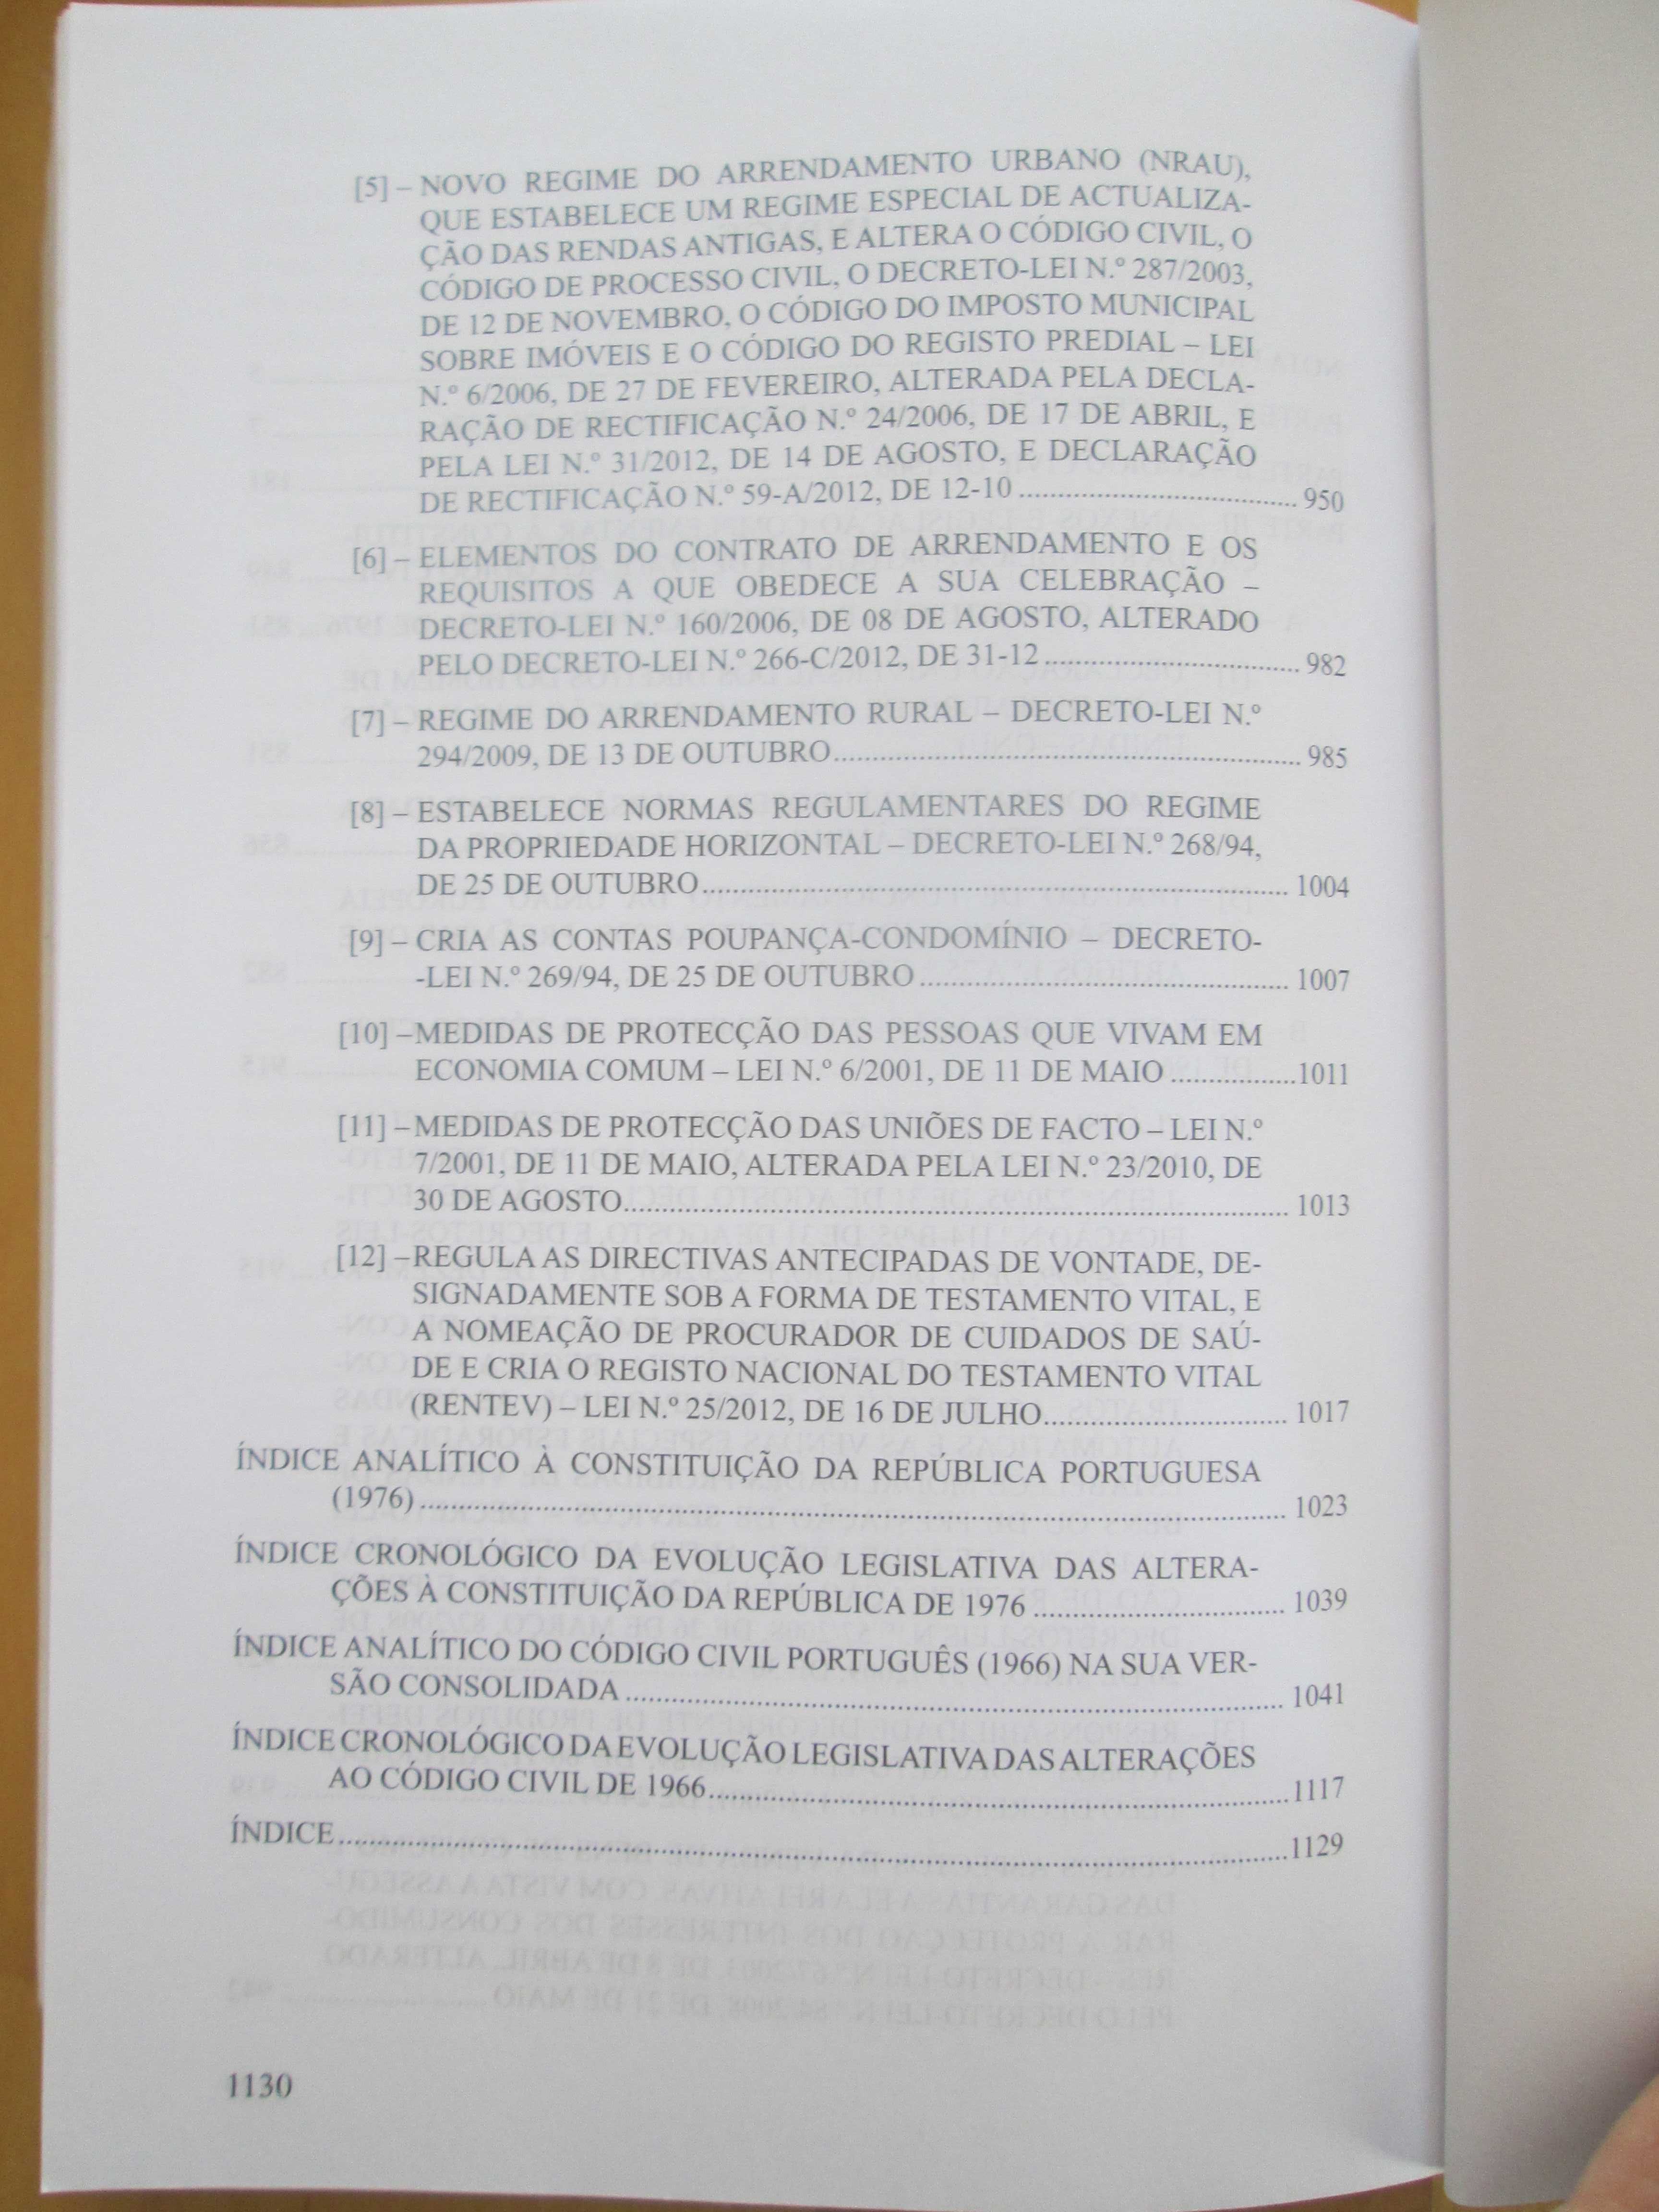 [5] – NOVO REGIME DO ARRENDAMENTO URBANO (NRAU),
QUE ESTABELECE UM REGIME ESPECIAL DE ACTUALIZA-
ÇÃO DAS RENDAS ANTIGAS, E ALTERA O CÓDIGO CIVIL, O
CÓDIGO DE PROCESSO CIVIL, O DECRETO-LEI N.º 287/2003,
DE 12 DE NOVEMBRO, O CÓDIGO DO IMPOSTO MUNICIPAL
SOBRE IMÓVEIS E O CÓDIGO DO REGISTO PREDIAL – LEI
N.º 6/2006, DE 27 DE FEVEREIRO, ALTERADA PELA DECLA-
RAÇÃO DE RECTIFICAÇÃO N.º 24/2006, DE 17 DE ABRIL, E
PELA LEI N.º 31/2012, DE 14 DE AGOSTO, E DECLARAÇÃO
DE RECTIFICAÇÃO N.º 59-A/2012, DE 12-10 .................................... 950
[6] – ELEMENTOS DO CONTRATO DE ARRENDAMENTO E OS
REQUISITOS A QUE OBEDECE A SUA CELEBRAÇÃO –
DECRETO-LEI N.º 160/2006, DE 08 DE AGOSTO, ALTERADO
PELO DECRETO-LEI N.º 266-C/2012, DE 31-12 ................................. 982
[7] – REGIME DO ARRENDAMENTO RURAL – DECRETO-LEI N.º
294/2009, DE 13 DE OUTUBRO............................................................. 985
[8] – ESTABELECE NORMAS REGULAMENTARES DO REGIME
DA PROPRIEDADE HORIZONTAL – DECRETO-LEI N.º 268/94,
DE 25 DE OUTUBRO............................................................................ 1004
[9] – CRIA AS CONTAS POUPANÇA-CONDOMÍNIO – DECRETO-
-LEI N.º 269/94, DE 25 DE OUTUBRO ................................................ 1007
[10] –MEDIDAS DE PROTECÇÃO DAS PESSOAS QUE VIVAM EM
ECONOMIA COMUM – LEI N.º 6/2001, DE 11 DE MAIO .................1011
[11] –MEDIDAS DE PROTECÇÃO DAS UNIÕES DE FACTO – LEI N.º
7/2001, DE 11 DE MAIO, ALTERADA PELA LEI N.º 23/2010, DE
30 DE AGOSTO...................................................................................... 1013
[12] –REGULA AS DIRECTIVAS ANTECIPADAS DE VONTADE, DE-
SIGNADAMENTE SOB A FORMA DE TESTAMENTO VITAL, E
A NOMEAÇÃO DE PROCURADOR DE CUIDADOS DE SAÚ-
DE E CRIA O REGISTO NACIONAL DO TESTAMENTO VITAL
(RENTEV) – LEI N.º 25/2012, DE 16 DE JULHO................................ 1017
ÍNDICE ANALÍTICO À CONSTITUIÇÃO DA REPÚBLICA PORTUGUESA
(1976) ................................................................................................................ 1023
ÍNDICE CRONOLÓGICO DA EVOLUÇÃO LEGISLATIVA DAS ALTERA-
ÇÕES À CONSTITUIÇÃO DA REPÚBLICA DE 1976 ................................. 1039
ÍNDICE ANALÍTICO DO CÓDIGO CIVIL PORTUGUÊS (1966) NA SUA VER-
SÃO CONSOLIDADA ..................................................................................... 1041
ÍNDICE CRONOLÓGICO DA EVOLUÇÃO LEGISLATIVA DAS ALTERAÇÕES
AO CÓDIGO CIVIL DE 1966...........................................................................1117
ÍNDICE..........................................................................................................................1129
1130